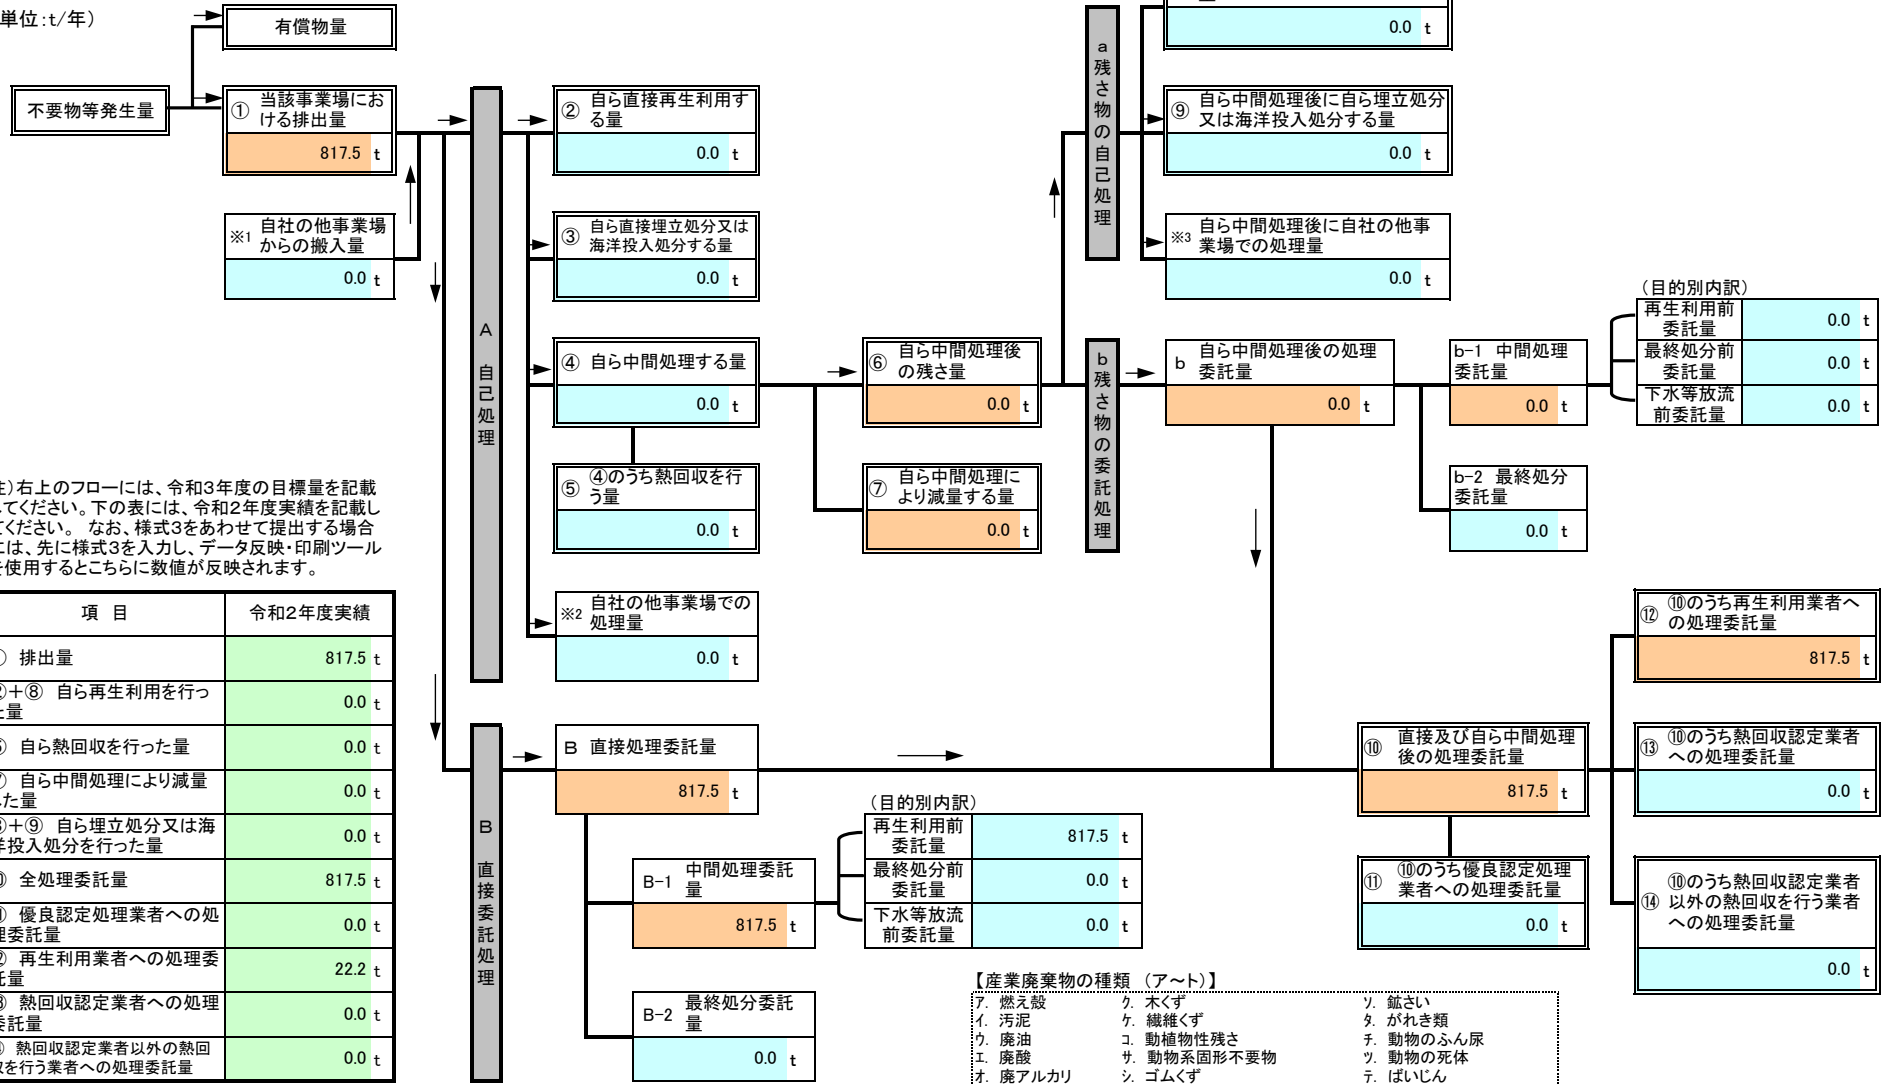 単位:t/年)
有償物量
不要物等発生量
① 当該事業場にお
ける排出量
817.5 t
※1 自社の他事業場
からの搬入量
0.0 t
A 自己処理
② 自ら直接再生利用す
る量
0.0 t
③ 自ら直接埋立処分又は
海洋投入処分する量
0.0 t
④ 自ら中間処理する量
0.0 t
⑤ ④のうち熱回収を行
う量
0.0 t
※2 自社の他事業場での
処理量
0.0 t
⑥ 自ら中間処理後
の残さ量
0.0 t
⑦ 自ら中間処理に
より減量する量
0.0 t
a 残さ物の自己処理
0.0 t
⑨ 自ら中間処理後に自ら埋立処分
又は海洋投入処分する量
0.0 t
※3 自ら中間処理後に自社の他事
業場での処理量
0.0 t
b 残さ物の委託処理
b 自ら中間処理後の処理
委託量
0.0 t
b-1 中間処理
委託量
0.0 t
(目的別内訳)
再生利用前
委託量
0.0 t
最終処分前
委託量
0.0 t
下水等放流
前委託量
0.0 t
b-2 最終処分
委託量
0.0 t
注)右上のフローには、令和3年度の目標量を記載
してください。下の表には、令和2年度実績を記載し
てください。 なお、様式3をあわせて提出する場合
には、先に様式3を入力し、データ反映・印刷ツール
を使用するとこちらに数値が反映されます。
項 目 令和2年度実績
排出量 817.5 t
②+⑧ 自ら再生利用を行っ
た量
0.0 t
自ら熱回収を行った量 0.0 t
自ら中間処理により減量
した量
0.0 t
③+⑨ 自ら埋立処分又は海
洋投入処分を行った量
0.0 t
全処理委託量 817.5 t
優良認定処理業者への処
理委託量
0.0 t
再生利用業者への処理委
託量
22.2 t
熱回収認定業者への処理
委託量
0.0 t
熱回収認定業者以外の熱回
収を行う業者への処理委託量
0.0 t
B 直接委託処理
B 直接処理委託量
817.5 t
B-1 中間処理委託
量
817.5 t
(目的別内訳)
再生利用前
委託量
817.5 t
最終処分前
委託量
0.0 t
下水等放流
前委託量
0.0 t
B-2 最終処分委託
量
0.0 t
⑩ 直接及び自ら中間処理
後の処理委託量
817.5 t
⑪ ⑩のうち優良認定処理
業者への処理委託量
0.0 t
⑫ ⑩のうち再生利用業者へ
の処理委託量
817.5 t
⑬ ⑩のうち熱回収認定業者
への処理委託量
0.0 t
⑭ ⑩のうち熱回収認定業者
以外の熱回収を行う業者
への処理委託量
0.0 t
【産業廃棄物の種類 (ア~ト)】
ア. 燃え殻 ク. 木くず ソ. 鉱さい
イ. 汚泥 ケ. 繊維くず タ. がれき類
ウ. 廃油 コ. 動植物性残さ チ. 動物のふん尿
エ. 廃酸 サ. 動物系固形不要物 ツ. 動物の死体
オ. 廃アルカリ シ. ゴムくず テ. ばいじん